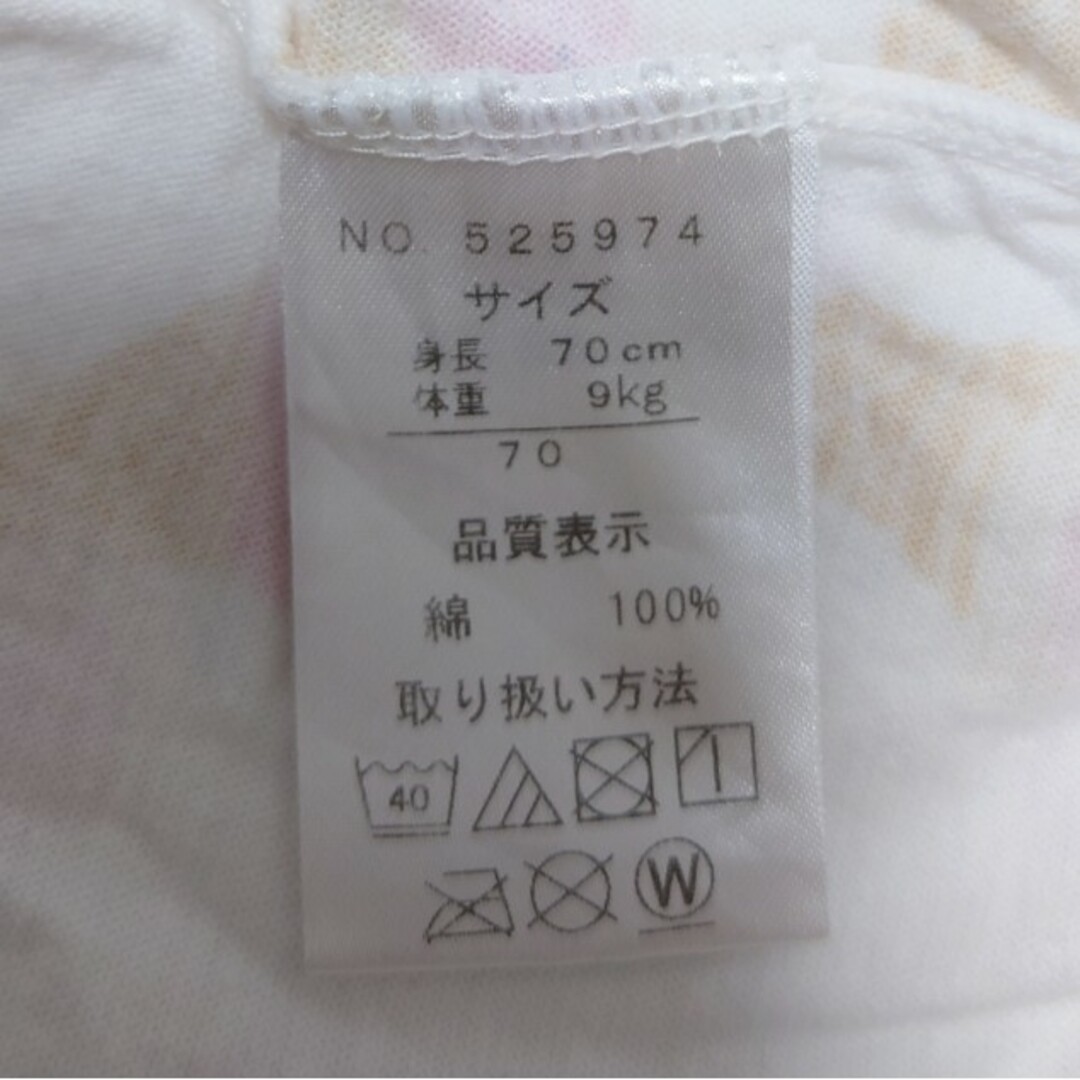 NO. 525974
サイズ
身長 70cm
体重 9kg
70
品質表示
綿 100%
取り扱い方法
40
W